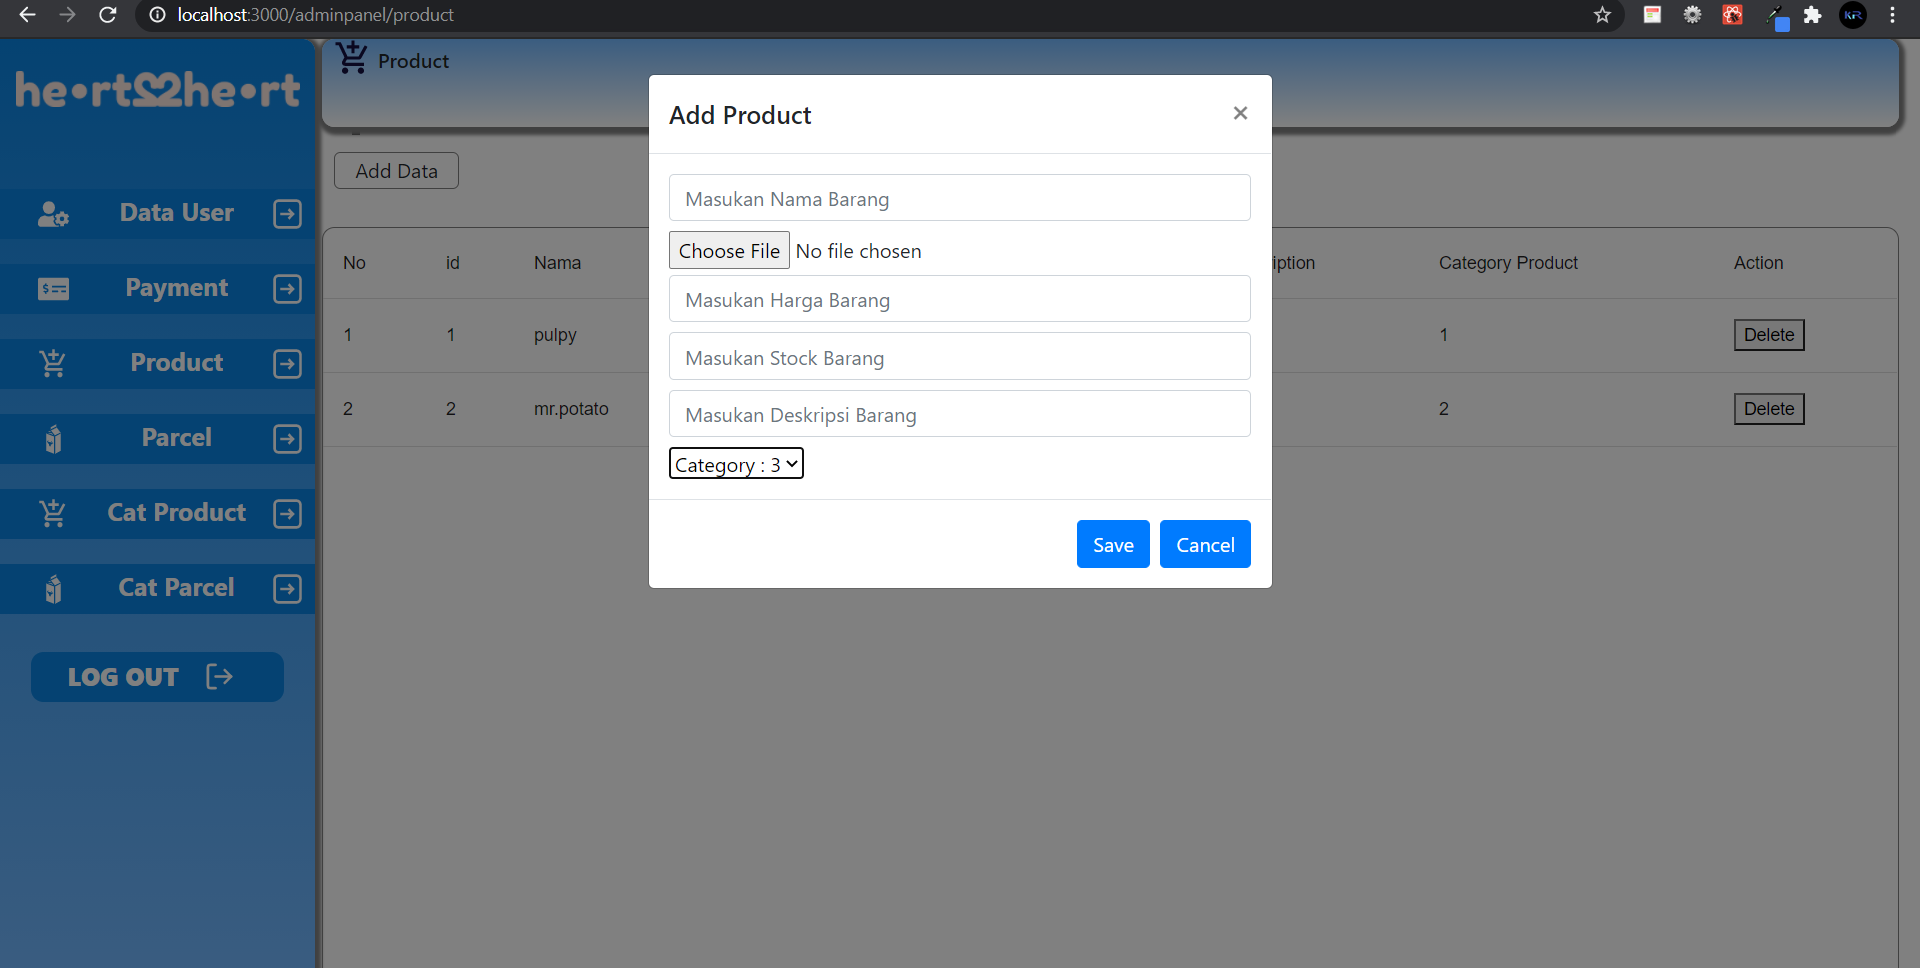 localhost:3000/adminpanel/product
he•rt2he•rt
Data User
Payment
Product
Parcel
Cat Product
Cat Parcel
LOG OUT
Product
Add Data
No id Nama iption Category Product Action
1 1 pulpy 1 Delete
2 2 mr.potato 2 Delete
Add Product
×
Masukan Nama Barang
Choose File No file chosen
Masukan Harga Barang
Masukan Stock Barang
Masukan Deskripsi Barang
Category : 3
Save Cancel